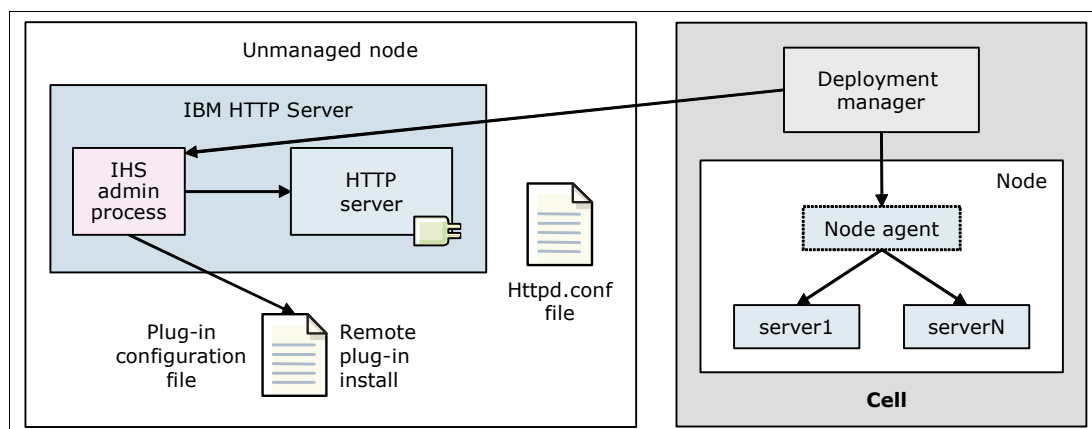 Unmanaged node
IBM HTTP Server
IHS
admin
process
HTTP
server
Httpd.conf
file
Plug-in
configuration
file
Remote
plug-in
install
Deployment
manager
Node
Node agent
server1
serverN
Cell